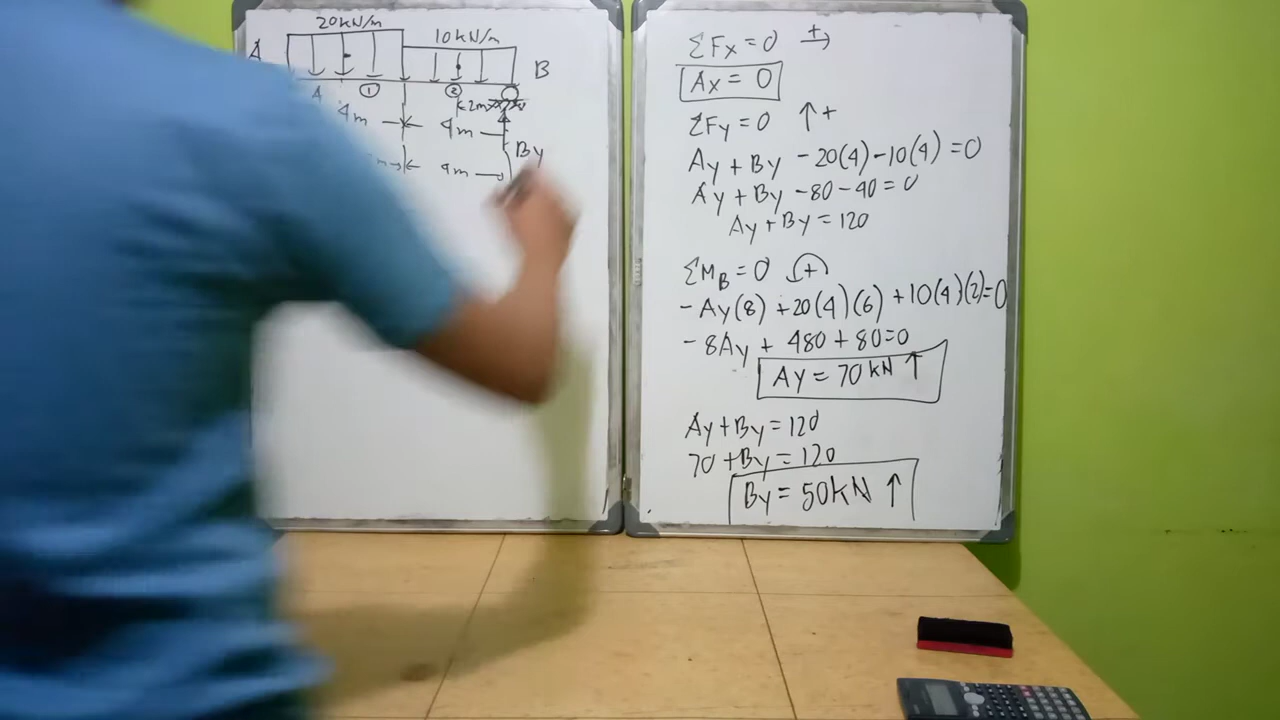 20kN/m
10kN/m
A
B
A
①
②
2m
4m
4m
By
m
4m
ΣFx = 0 +→
Ax = 0
ΣFy = 0 ↑+
Ay + By - 20(4) - 10(4) = 0
Ay + By - 80 - 40 = 0
Ay + By = 120
ΣM_B = 0 +
- Ay(8) + 20(4)(6) + 10(4)(2) = 0
- 8Ay + 480 + 80 = 0
Ay = 70 kN ↑
Ay + By = 120
70 + By = 120
By = 50kN ↑